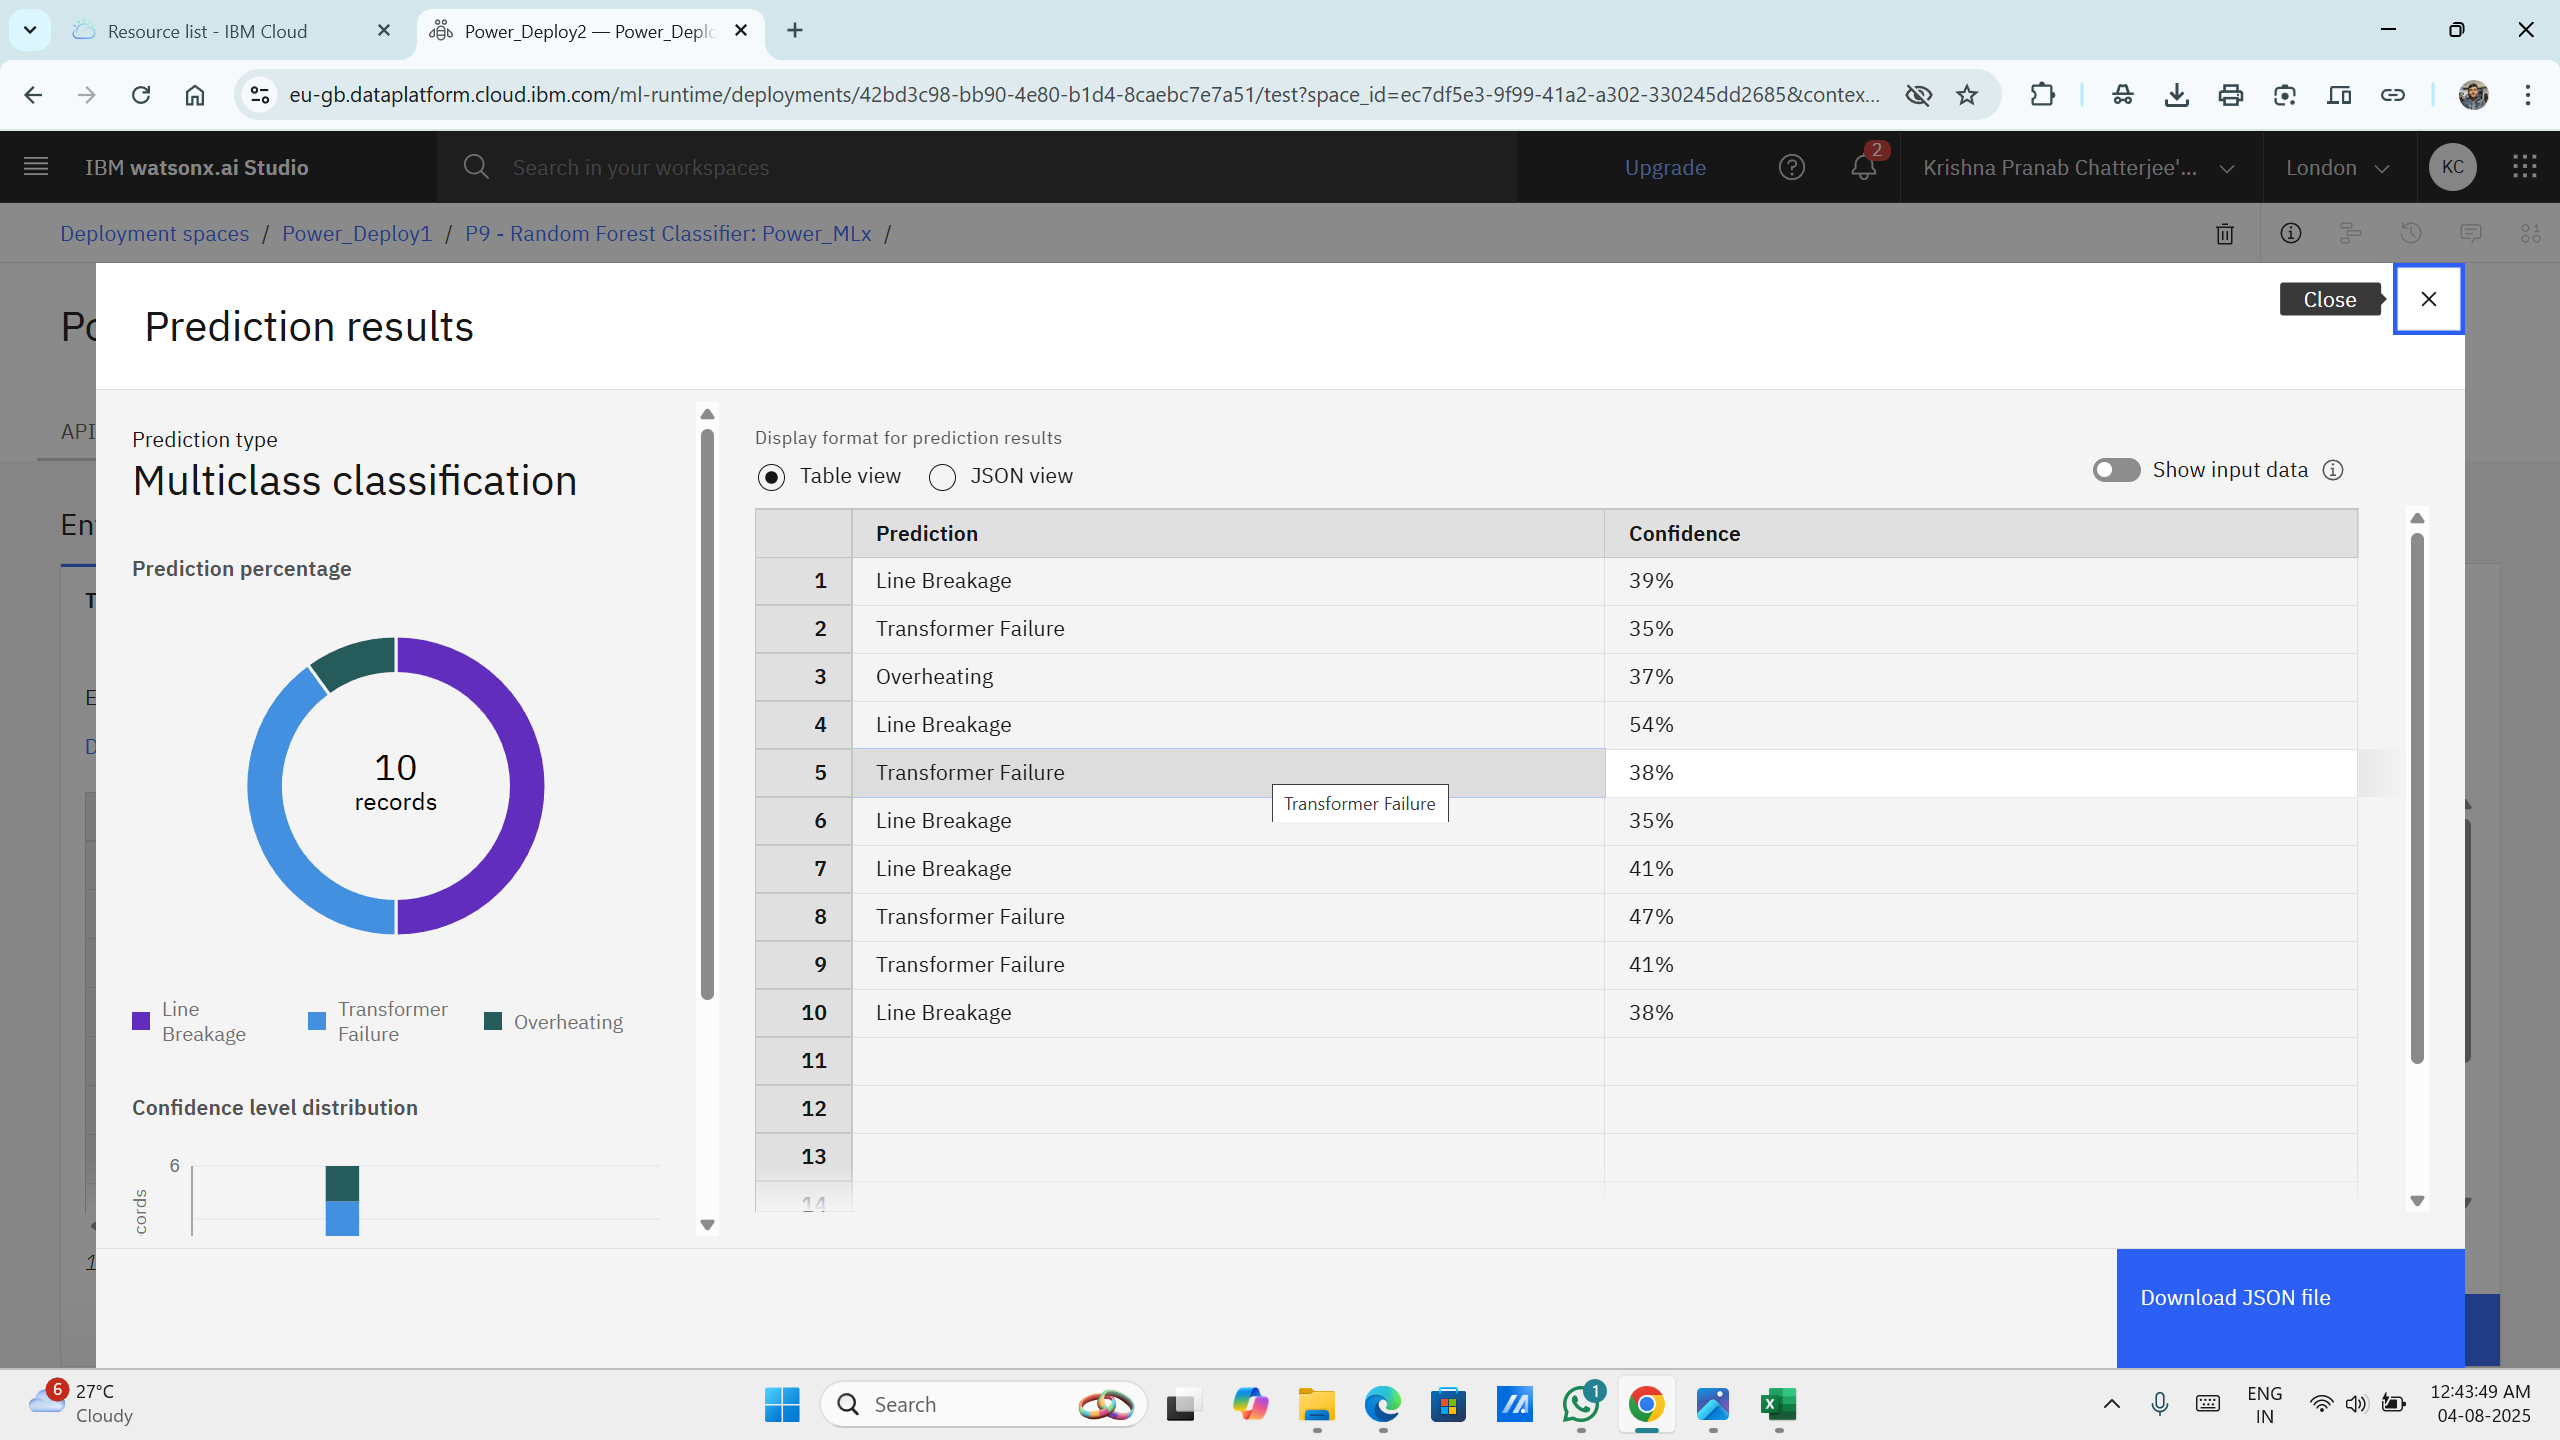 Resource list - IBM Cloud
Power_Deploy2 — Power_Deplo
eu-gb.dataplatform.cloud.ibm.com/ml-runtime/deployments/42bd3c98-bb90-4e80-b1d4-8caebc7e7a51/test?space_id=ec7df5e3-9f99-41a2-a302-330245dd2685&contex...
IBM watsonx.ai Studio
Search in your workspaces
Upgrade
2
Krishna Pranab Chatterjee'...
London
KC
Deployment spaces / Power_Deploy1 / P9 - Random Forest Classifier: Power_MLx /
Po
Prediction results
Close
API
Prediction type
Multiclass classification
Display format for prediction results
Table view
JSON view
Show input data
Ent
Prediction Confidence
Prediction percentage
10
records
Line Breakage
Transformer Failure
Overheating
1 Line Breakage 39%
2 Transformer Failure 35%
3 Overheating 37%
4 Line Breakage 54%
5 Transformer Failure 38%
Transformer Failure
6 Line Breakage 35%
7 Line Breakage 41%
8 Transformer Failure 47%
9 Transformer Failure 41%
10 Line Breakage 38%
11
12
13
14
Confidence level distribution
6
cords
Download JSON file
6
27°C
Cloudy
Search
1
ENG
IN
12:43:49 AM
04-08-2025